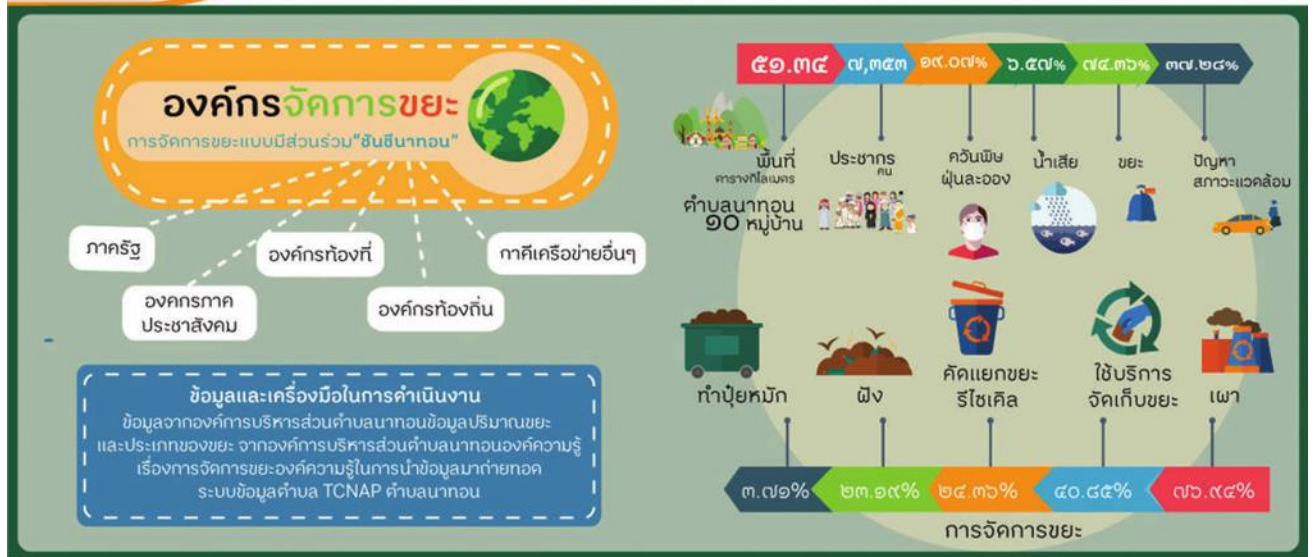 องค์กรจัดการขยะ
การจัดการขยะแบบมีส่วนร่วม"ชันชีนาทอน"
ภาครัฐ
องค์กรท้องที่
ภาคีเครือข่ายอื่นๆ
องคกรภาค
ประชาสังคม
องค์กรท้องถิ่น
ข้อมูลและเครื่องมือในการดำเนินงาน
ข้อมูลจากองค์การบริหารส่วนตำบลนาทอนข้อมูลปริมาณขยะ
และประเภทของขยะ จากองค์การบริหารส่วนตำบลนาทอนองค์ความรู้
เรื่องการจัดการขยะองค์ความรู้ในการนำข้อมูลมาถ่ายทอด
ระบบข้อมูลตำบล TCNAP ตำบลนาทอน
๕๑.๓๔ ๗,๓๕๓ ๑๙.๐๗% ๖.๕๗% ๗๔.๓๖% ๓๗.๒๘%
พื้นที่
ตารางกิโลเมตร
ตำบลนาทอน
๑๐ หมู่บ้าน
ประชากร
คน
ควันพิษ
ฝุ่นละออง
น้ำเสีย
ขยะ
ปัญหา
สภาวะแวดล้อม
ทำปุ๋ยหมัก
ฝัง
คัดแยกขยะ
รีไซเคิล
ใช้บริการ
จัดเก็บขยะ
เผา
๓.๗๑% ๒๓.๑๙% ๒๔.๓๖% ๔๐.๘๕% ๗๖.๙๔%
การจัดการขยะ